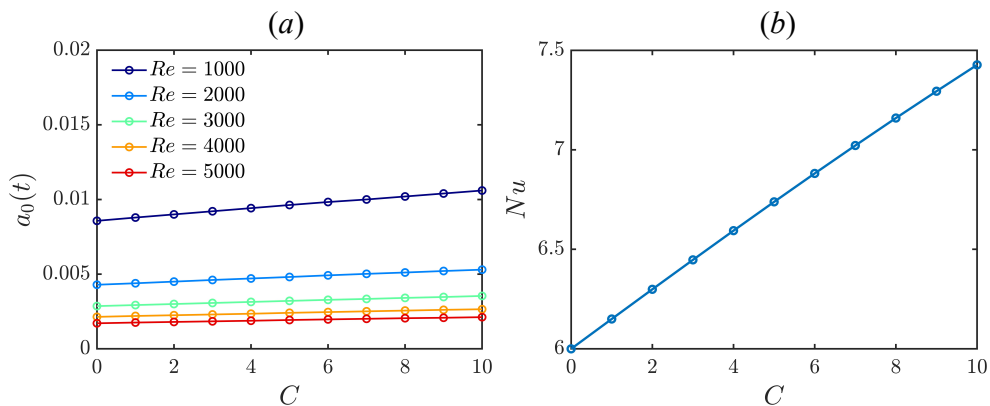 (a)
0.02
0.015
0.01
0.005
0
a₀(t)
Re = 1000
Re = 2000
Re = 3000
Re = 4000
Re = 5000
0 2 4 6 8 10
C
(b)
7.5
7
6.5
6
Nu
0 2 4 6 8 10
C